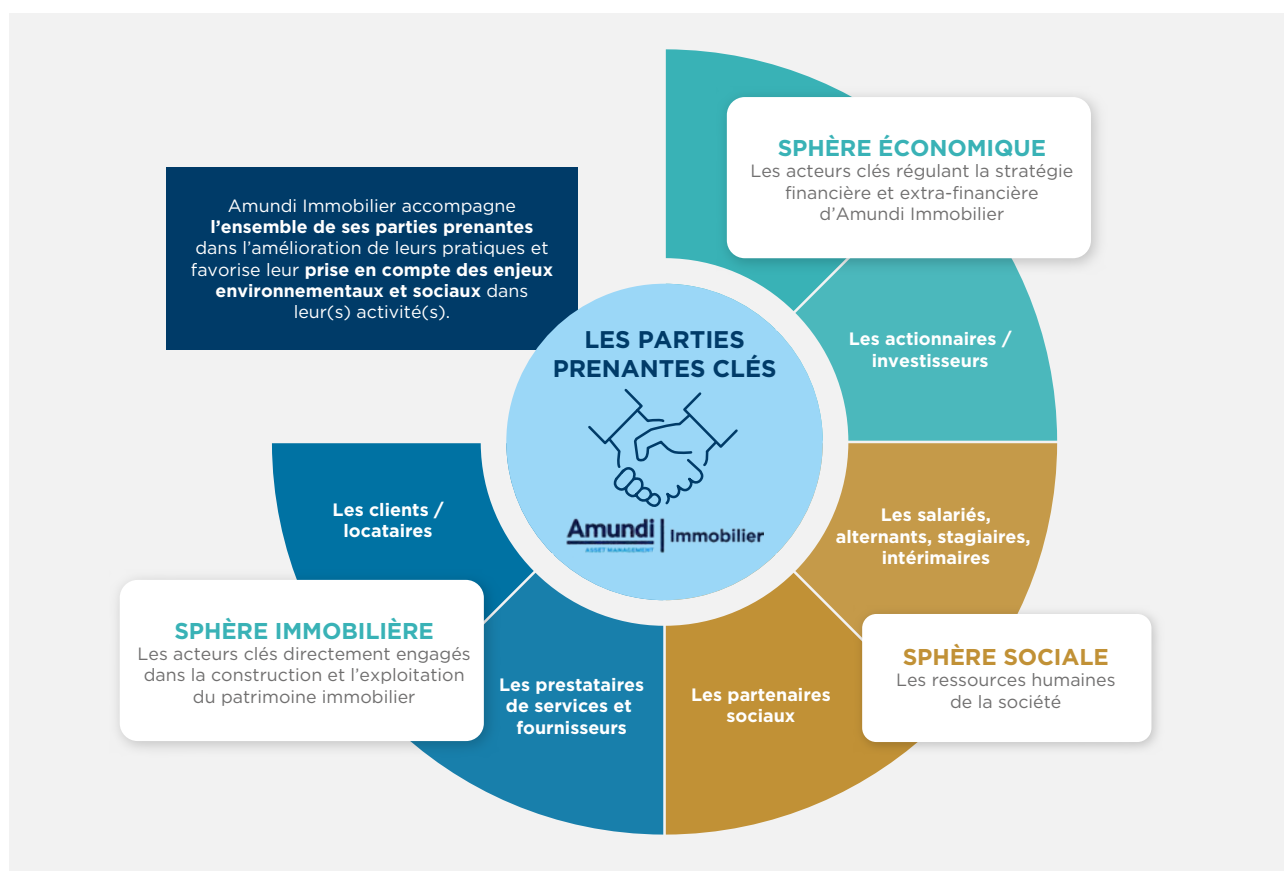 SPHÈRE ÉCONOMIQUE
Les acteurs clés régulant la stratégie
financière et extra-financière
d'Amundi Immobilier
Amundi Immobilier accompagne
l'ensemble de ses parties prenantes
dans l'amélioration de leurs pratiques et
favorise leur prise en compte des enjeux
environnementaux et sociaux dans
leur(s) activité(s).
LES PARTIES
PRENANTES CLÉS
Amundi
ASSET MANAGEMENT
Immobilier
Les actionnaires /
investisseurs
Les salariés,
alternants, stagiaires,
intérimaires
SPHÈRE SOCIALE
Les ressources humaines
de la société
Les partenaires
sociaux
Les prestataires
de services et
fournisseurs
Les clients /
locataires
SPHÈRE IMMOBILIÈRE
Les acteurs clés directement engagés
dans la construction et l'exploitation
du patrimoine immobilier